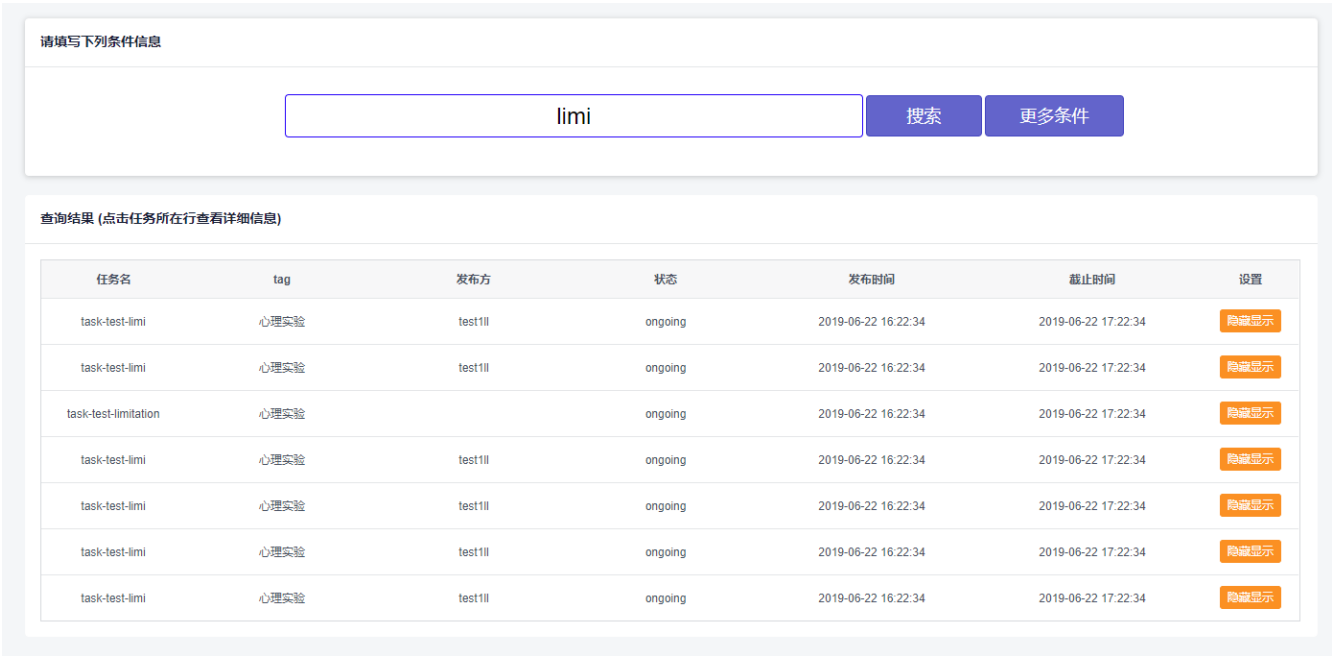 请填写下列条件信息
limi 搜索 更多条件
查询结果 (点击任务所在行查看详细信息)
任务名 tag 发布方 状态 发布时间 截止时间 设置
task-test-limi 心理实验 test1ll ongoing 2019-06-22 16:22:34 2019-06-22 17:22:34 隐藏显示
task-test-limi 心理实验 test1ll ongoing 2019-06-22 16:22:34 2019-06-22 17:22:34 隐藏显示
task-test-limitation 心理实验 ongoing 2019-06-22 16:22:34 2019-06-22 17:22:34 隐藏显示
task-test-limi 心理实验 test1ll ongoing 2019-06-22 16:22:34 2019-06-22 17:22:34 隐藏显示
task-test-limi 心理实验 test1ll ongoing 2019-06-22 16:22:34 2019-06-22 17:22:34 隐藏显示
task-test-limi 心理实验 test1ll ongoing 2019-06-22 16:22:34 2019-06-22 17:22:34 隐藏显示
task-test-limi 心理实验 test1ll ongoing 2019-06-22 16:22:34 2019-06-22 17:22:34 隐藏显示